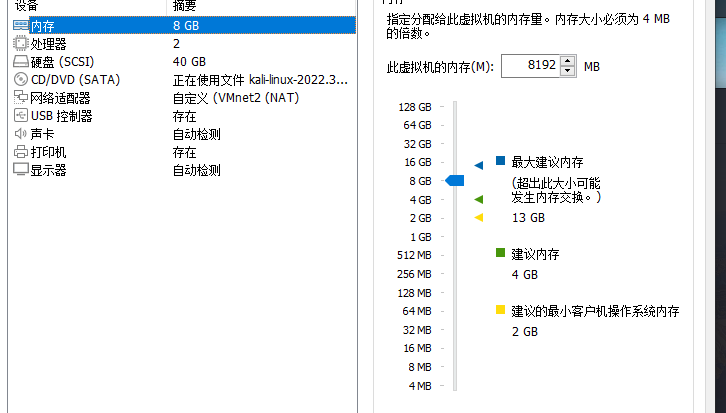 设备 摘要
内存 8 GB
处理器 2
硬盘 (SCSI) 40 GB
CD/DVD (SATA) 正在使用文件 kali-linux-2022.3...
网络适配器 自定义 (VMnet2 (NAT)
USB 控制器 存在
声卡 自动检测
打印机 存在
显示器 自动检测
内存
指定分配给此虚拟机的内存量。内存大小必须为 4 MB
的倍数。
此虚拟机的内存(M): 8192 MB
128 GB
64 GB
32 GB
16 GB
8 GB
4 GB
2 GB
1 GB
512 MB
256 MB
128 MB
64 MB
32 MB
16 MB
8 MB
4 MB
最大建议内存
(超出此大小可能
发生内存交换。)
13 GB
建议内存
4 GB
建议的最小客户机操作系统内存
2 GB